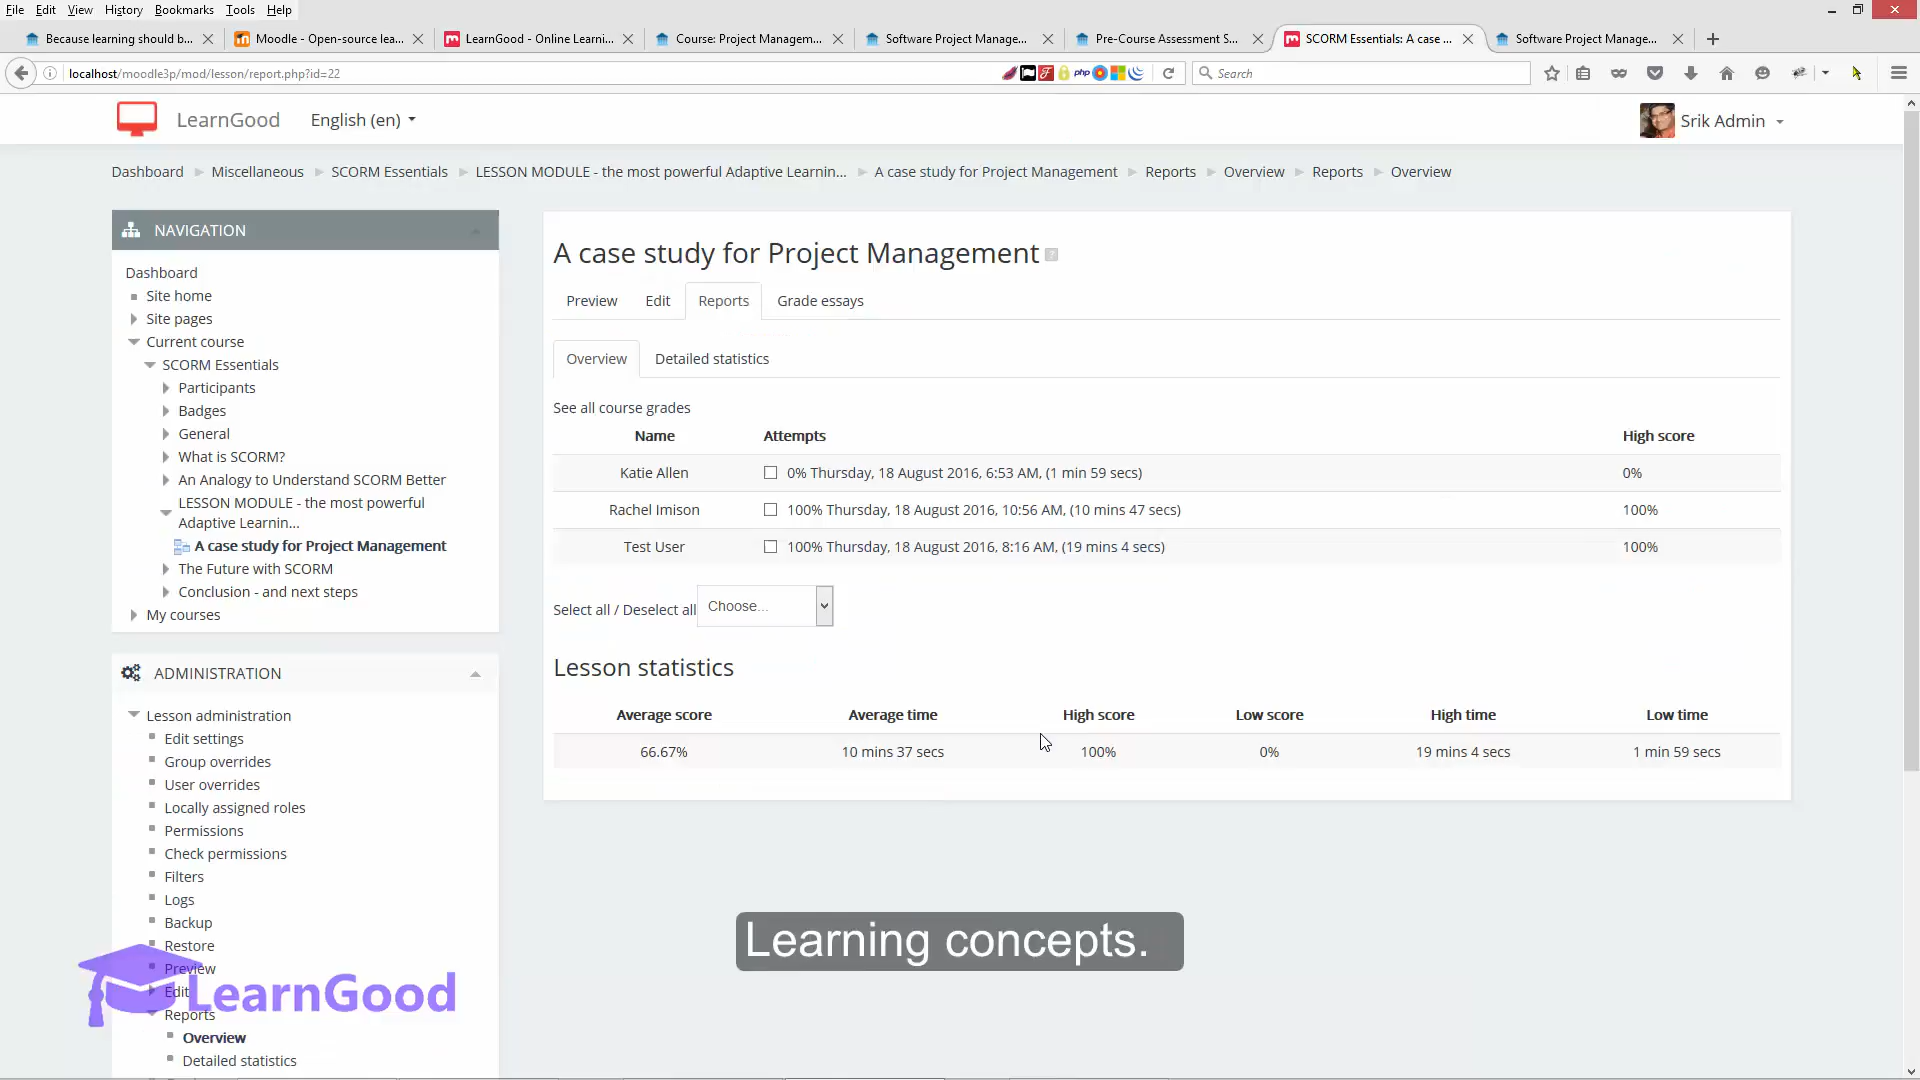 File Edit View History Bookmarks Tools Help
Because learning should b...
Moodle - Open-source lea...
LearnGood - Online Learni...
Course: Project Managem...
Software Project Manage...
Pre-Course Assessment S...
SCORM Essentials: A case ...
Software Project Manage...
localhost/moodle3p/mod/lesson/report.php?id=22
php
Search
LearnGood
English (en)
Srik Admin
Dashboard Miscellaneous SCORM Essentials LESSON MODULE - the most powerful Adaptive Learnin... A case study for Project Management Reports Overview Reports Overview
NAVIGATION
Dashboard
Site home
Site pages
Current course
SCORM Essentials
Participants
Badges
General
What is SCORM?
An Analogy to Understand SCORM Better
LESSON MODULE - the most powerful
Adaptive Learnin...
A case study for Project Management
The Future with SCORM
Conclusion - and next steps
My courses
ADMINISTRATION
Lesson administration
Edit settings
Group overrides
User overrides
Locally assigned roles
Permissions
Check permissions
Filters
Logs
Backup
Restore
Preview
Edit
Reports
Overview
Detailed statistics
LearnGood
A case study for Project Management
Preview Edit Reports Grade essays
Overview Detailed statistics
See all course grades
Name Attempts High score
Katie Allen 0% Thursday, 18 August 2016, 6:53 AM, (1 min 59 secs) 0%
Rachel Imison 100% Thursday, 18 August 2016, 10:56 AM, (10 mins 47 secs) 100%
Test User 100% Thursday, 18 August 2016, 8:16 AM, (19 mins 4 secs) 100%
Select all / Deselect all Choose...
Lesson statistics
Average score Average time High score Low score High time Low time
66.67% 10 mins 37 secs 100% 0% 19 mins 4 secs 1 min 59 secs
Learning concepts.